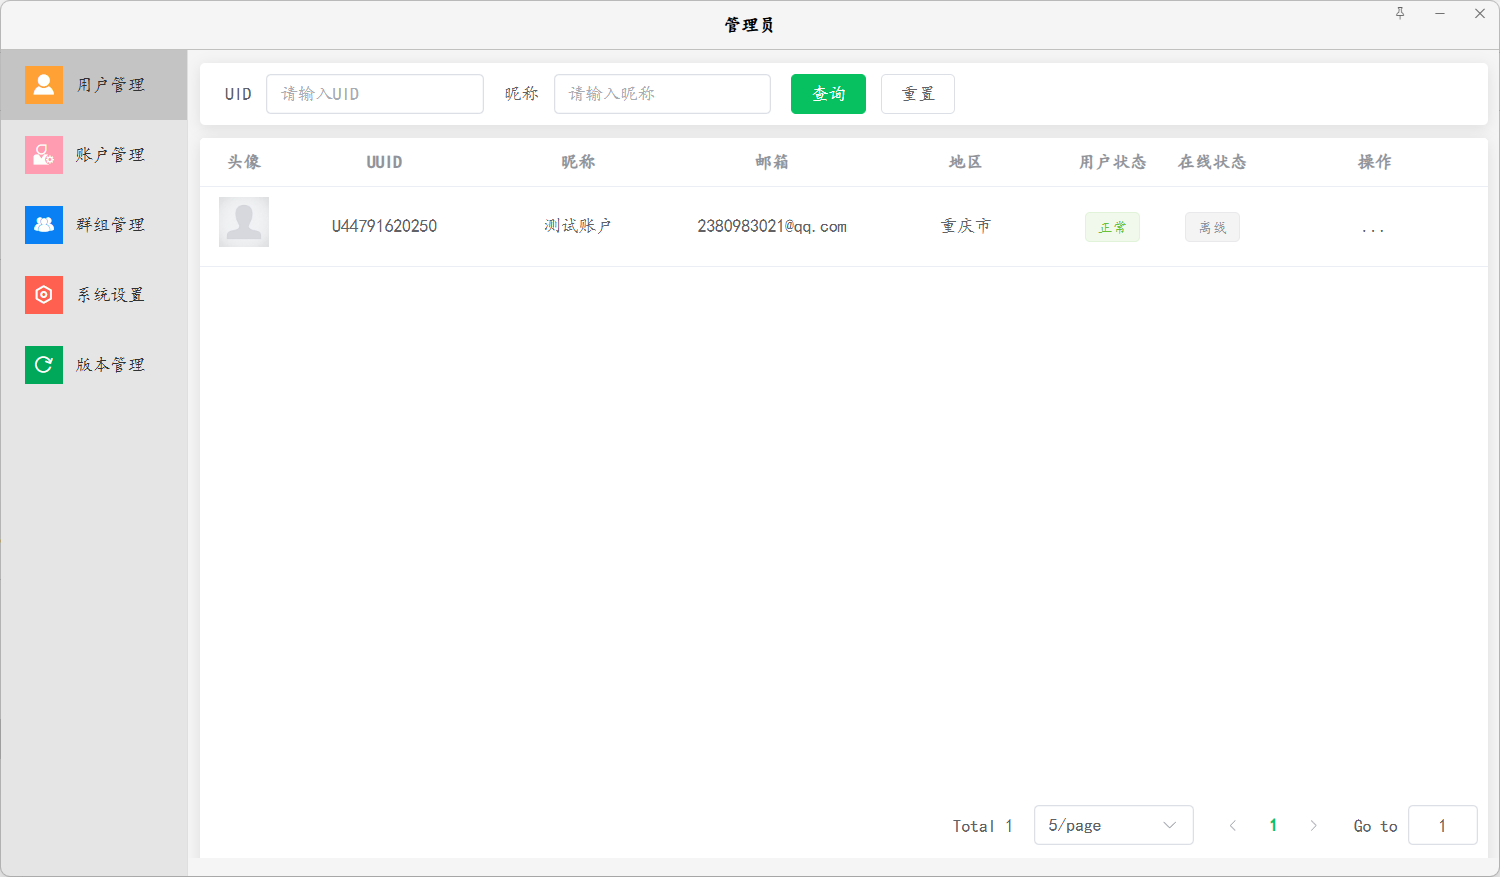 管理员
用户管理
账户管理
群组管理
系统设置
版本管理
UID 请输入UID 昵称 请输入昵称 查询 重置
头像 UUID 昵称 邮箱 地区 用户状态 在线状态 操作
U44791620250 测试账户 2380983021@qq.com 重庆市 正常 离线 ...
Total 1 5/page 1 Go to 1